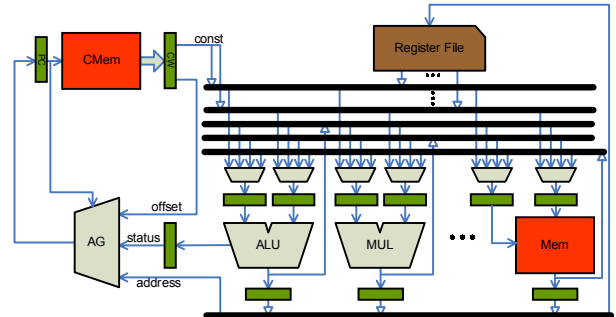 const
Register File
PC
CMem
CW
...
offset
AG
status
ALU
MUL
...
Mem
address